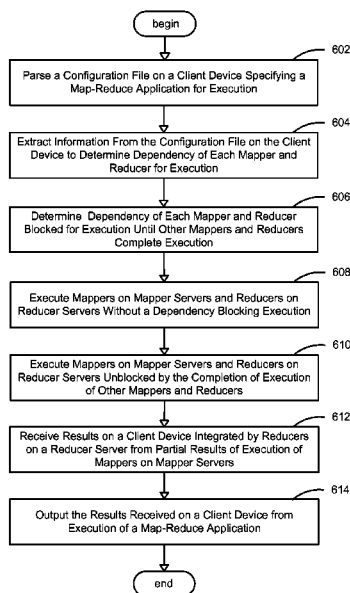 begin
602
Parse a Configuration File on a Client Device Specifying a
Map-Reduce Application for Execution
604
Extract Information From the Configuration File on the Client
Device to Determine Dependency of Each Mapper and
Reducer for Execution
606
Determine Dependency of Each Mapper and Reducer
Blocked for Execution Until Other Mappers and Reducers
Complete Execution
608
Execute Mappers on Mapper Servers and Reducers on
Reducer Servers Without a Dependency Blocking Execution
610
Execute Mappers on Mapper Servers and Reducers on
Reducer Servers Unblocked by the Completion of Execution
of Other Mappers and Reducers
612
Receive Results on a Client Device Integrated by Reducers
on a Reducer Server from Partial Results of Execution of
Mappers on Mapper Servers
614
Output the Results Received on a Client Device from
Execution of a Map-Reduce Application
end